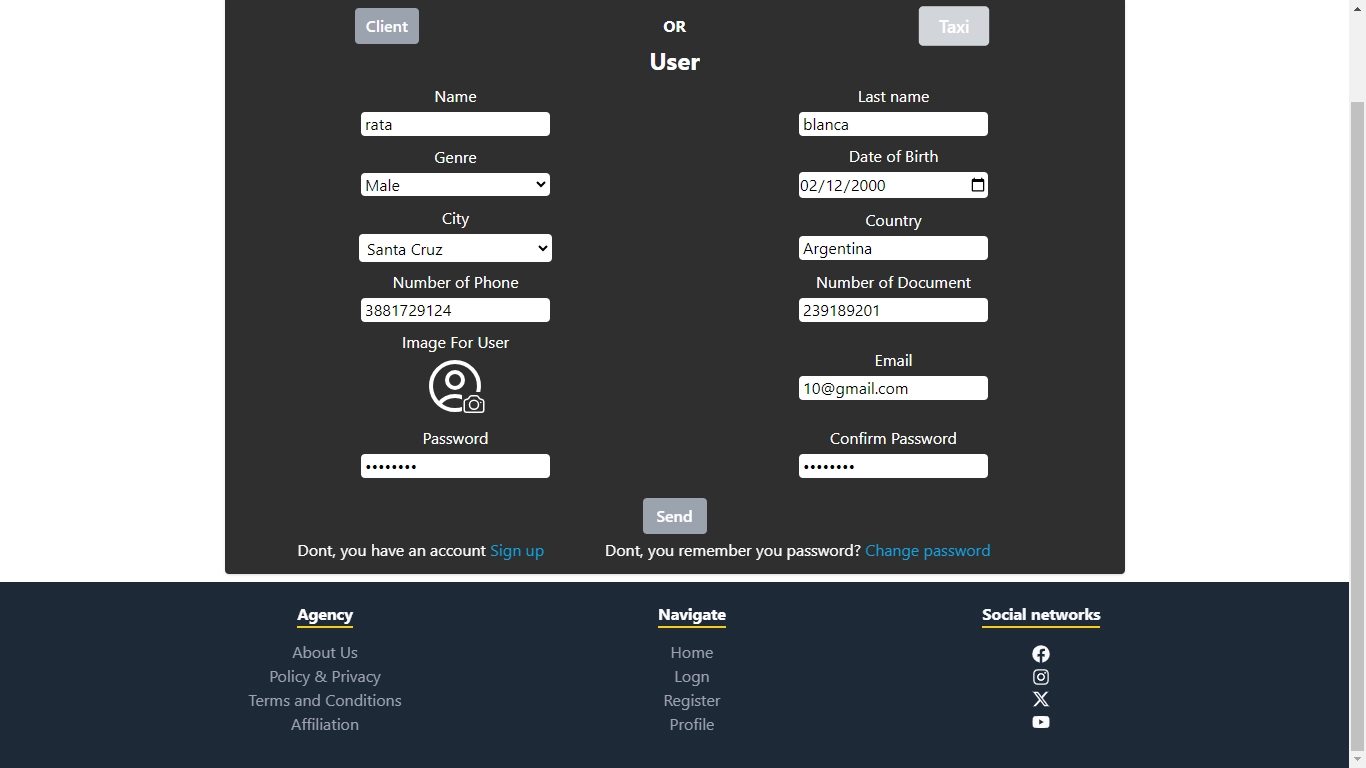 Client OR Taxi
User
Name Last name
rata blanca
Genre Date of Birth
Male 02/12/2000
City Country
Santa Cruz Argentina
Number of Phone Number of Document
3881729124 239189201
Image For User
Email
10@gmail.com
Password Confirm Password
•••••••• ••••••••
Send
Dont, you have an account Sign up Dont, you remember you password? Change password
Agency Navigate Social networks
About Us Home
Policy & Privacy Logn
Terms and Conditions Register
Affiliation Profile